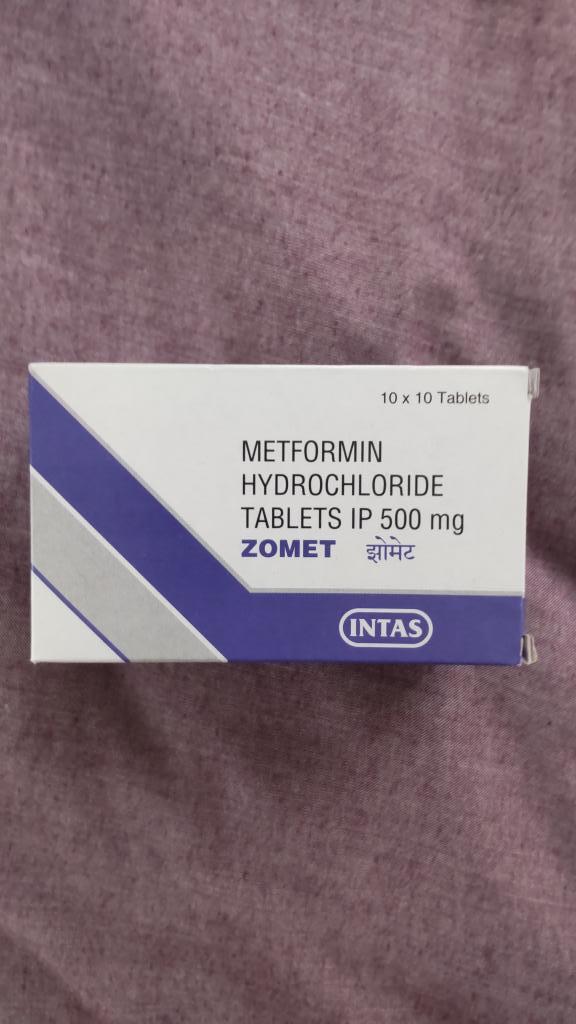 10 x 10 Tablets
METFORMIN
HYDROCHLORIDE
TABLETS IP 500 mg
ZOMET झोमेट
INTAS